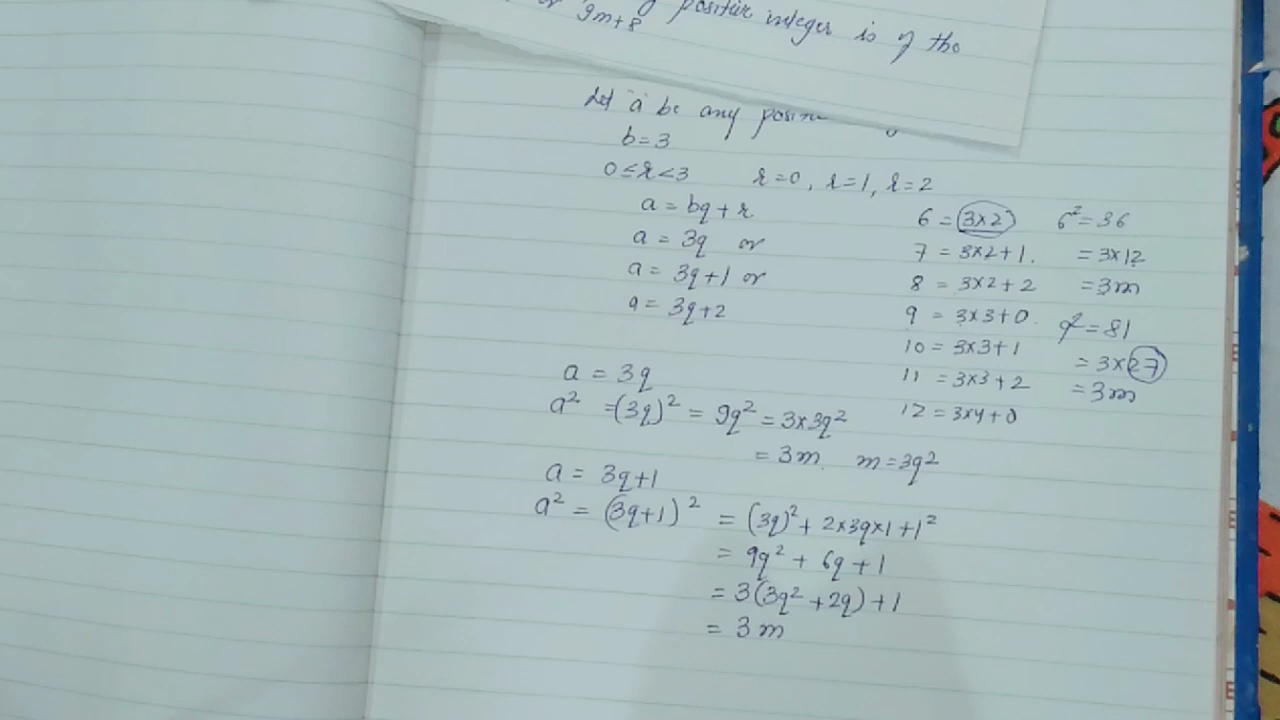 positive integer is of the
9m+8
Let a be any
b=3
0≤r<3 r=0, r=1, r=2
a = bq+r
a = 3q or
a = 3q+1 or
a = 3q+2
6 = 3×2
7 = 3×2+1.
8 = 3×2+2
9 = 3×3+0.
10 = 3×3+1
11 = 3×3+2
12 = 3×4+0
6² = 36
= 3×12
= 3m
9² = 81
= 3×27
= 3m
a = 3q
a² = (3q)² = 9q² = 3×3q²
= 3m. m = 3q²
a = 3q+1
a² = (3q+1)² = (3q)² + 2×3q×1 + 1²
= 9q² + 6q + 1
= 3(3q² + 2q) + 1
= 3m